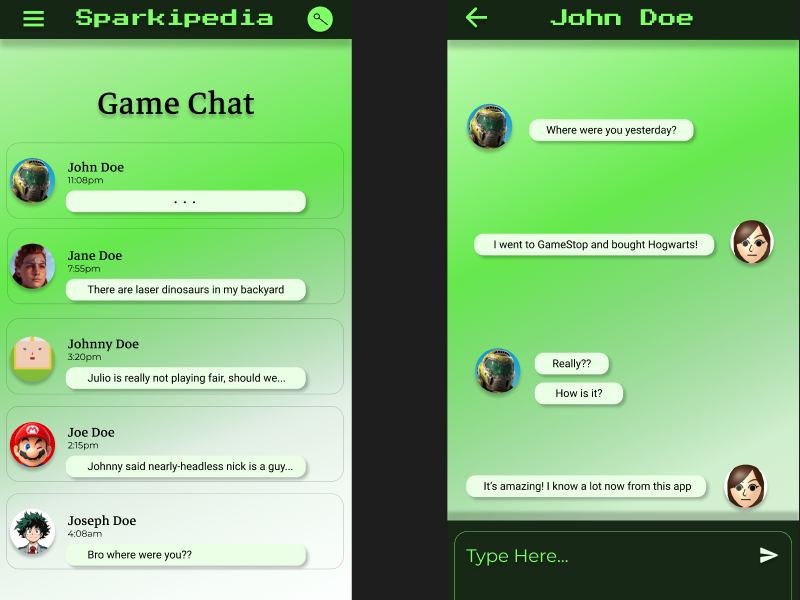 Sparkipedia
Game Chat
John Doe
11:08pm
. . .
Jane Doe
7:55pm
There are laser dinosaurs in my backyard
Johnny Doe
3:20pm
Julio is really not playing fair, should we...
Joe Doe
2:15pm
Johnny said nearly-headless nick is a guy...
Joseph Doe
4:08am
Bro where were you??
John Doe
Where were you yesterday?
I went to GameStop and bought Hogwarts!
Really??
How is it?
It's amazing! I know a lot now from this app
Type Here...